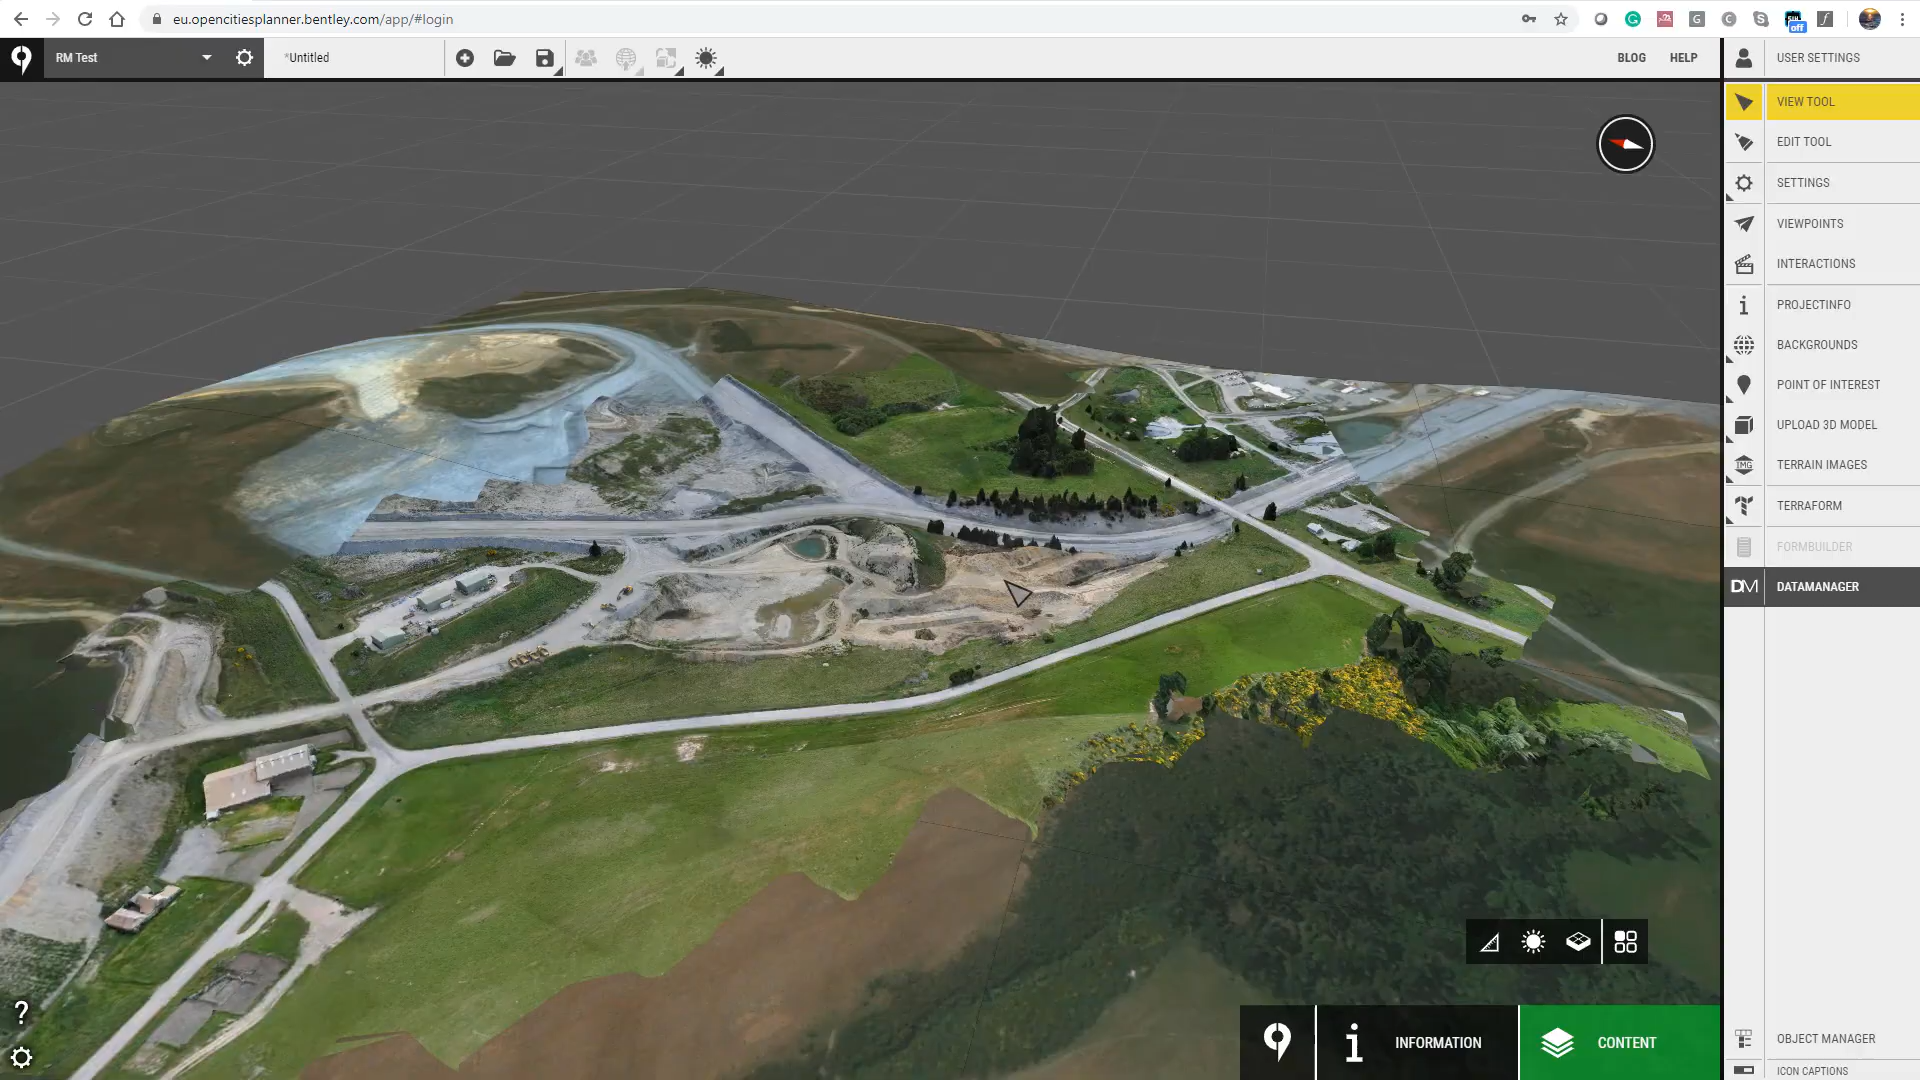 eu.opencitiesplanner.bentley.com/app/#login
off
RM Test
*Untitled
BLOG
HELP
USER SETTINGS
VIEW TOOL
EDIT TOOL
SETTINGS
VIEWPOINTS
INTERACTIONS
PROJECTINFO
BACKGROUNDS
POINT OF INTEREST
UPLOAD 3D MODEL
IMG
TERRAIN IMAGES
TERRAFORM
FORMBUILDER
DM
DATAMANAGER
?
INFORMATION
CONTENT
OBJECT MANAGER
ICON CAPTIONS